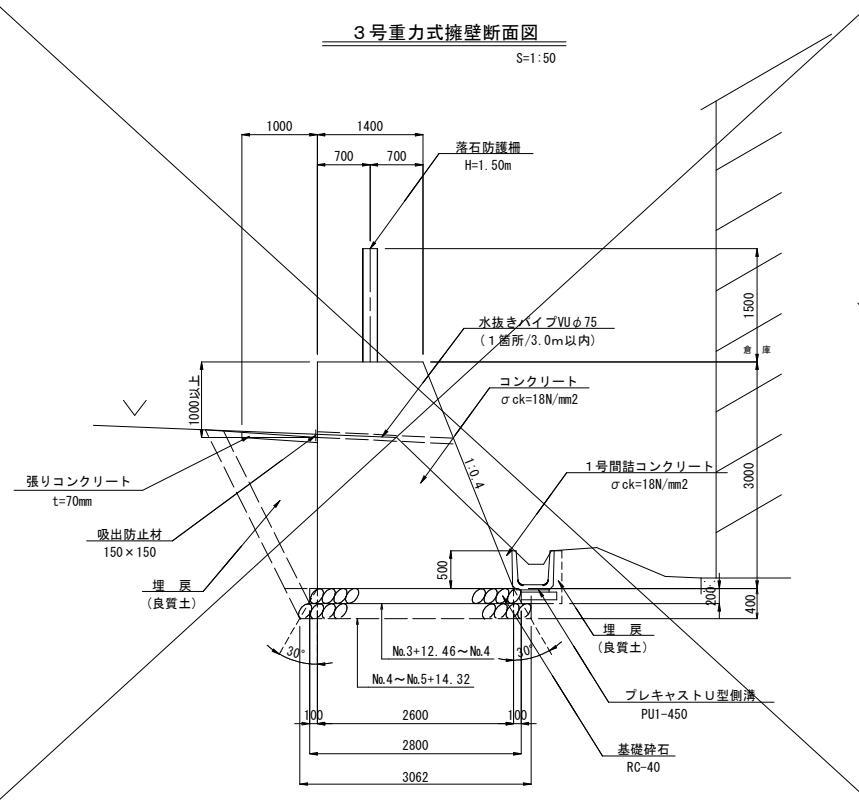 3号重力式擁壁断面図
S=1:50
1000
1400
700
700
落石防護柵
H=1.50m
1500
水抜きパイプVUφ75
(1箇所/3.0m以内)
倉 庫
1000以上
コンクリート
σck=18N/mm2
1:0.4
3000
張りコンクリート
t=70mm
1号間詰コンクリート
σck=18N/mm2
吸出防止材
150×150
500
埋 戻
(良質土)
200
400
埋 戻
(良質土)
30°
30°
No.3+12.46~No.4
No.4~No.5+14.32
プレキャストU型側溝
PU1-450
100
2600
100
2800
基礎砕石
RC-40
3062